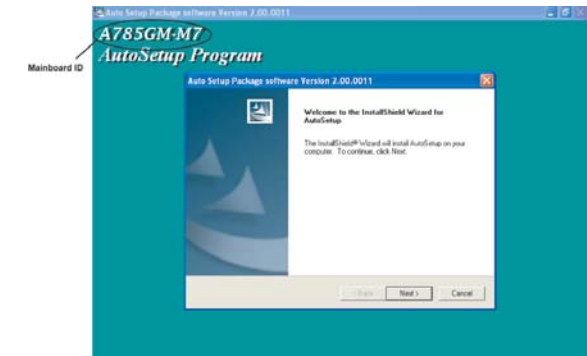 Auto Setup Package software Version 2.00.0011
A785GM-M7
AutoSetup Program
Mainboard ID
Auto Setup Package software Version 2.00.0011
Welcome to the InstallShield Wizard for
AutoSetup
The InstallShield® Wizard will install AutoSetup on your
computer. To continue, click Next.
< Back
Next >
Cancel